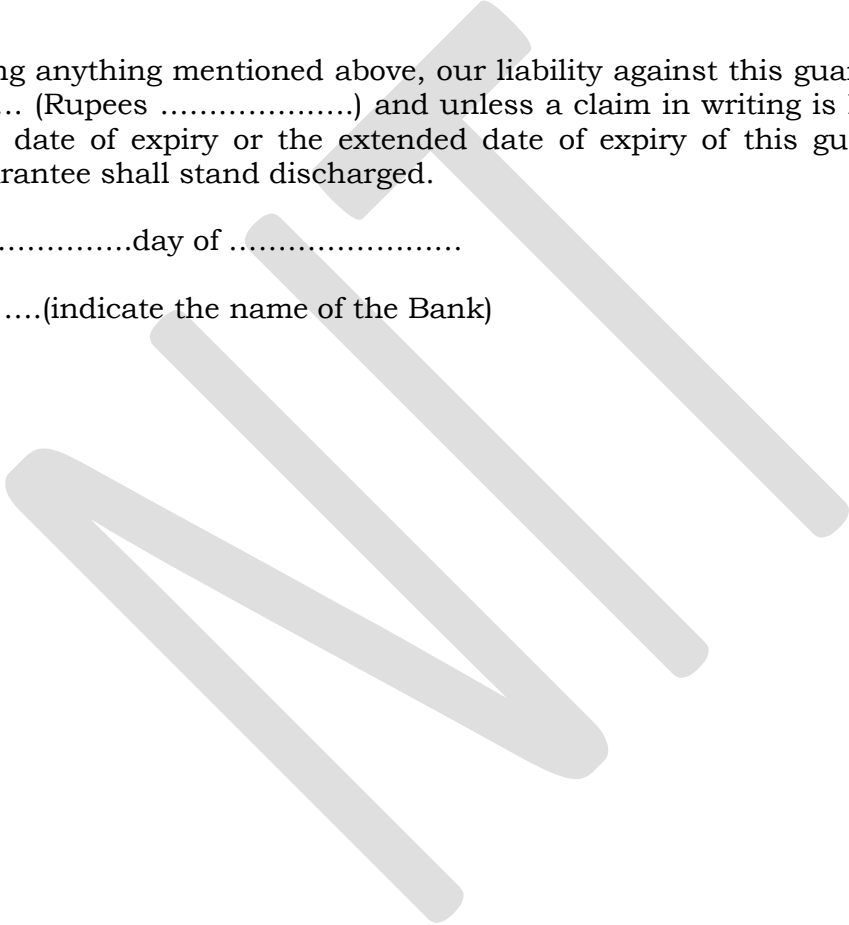 ng anything mentioned above, our liability against this guar
… (Rupees ………………..) and unless a claim in writing is
date of expiry or the extended date of expiry of this gu
rantee shall stand discharged.
……………day of ……………………
….(indicate the name of the Bank)
NIT